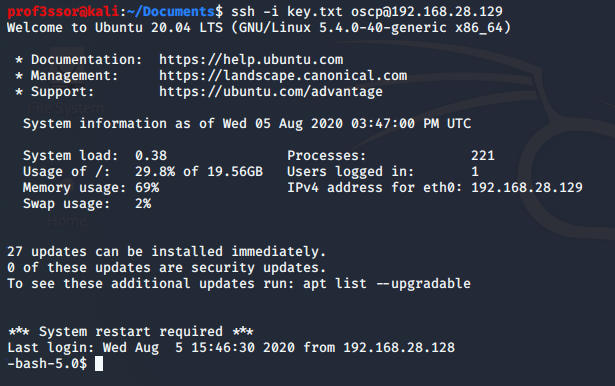 prof3ssor@kali:~/Documents$ ssh -i key.txt oscp@192.168.28.129
Welcome to Ubuntu 20.04 LTS (GNU/Linux 5.4.0-40-generic x86_64)
* Documentation:  https://help.ubuntu.com
* Management:     https://landscape.canonical.com
* Support:        https://ubuntu.com/advantage
System information as of Wed 05 Aug 2020 03:47:00 PM UTC
System load:  0.38               Processes:             221
Usage of /:   29.8% of 19.56GB   Users logged in:       1
Memory usage: 69%                IPv4 address for eth0: 192.168.28.129
Swap usage:   2%
Home
27 updates can be installed immediately.
0 of these updates are security updates.
To see these additional updates run: apt list --upgradable
*** System restart required ***
Last login: Wed Aug  5 15:46:30 2020 from 192.168.28.128
-bash-5.0$